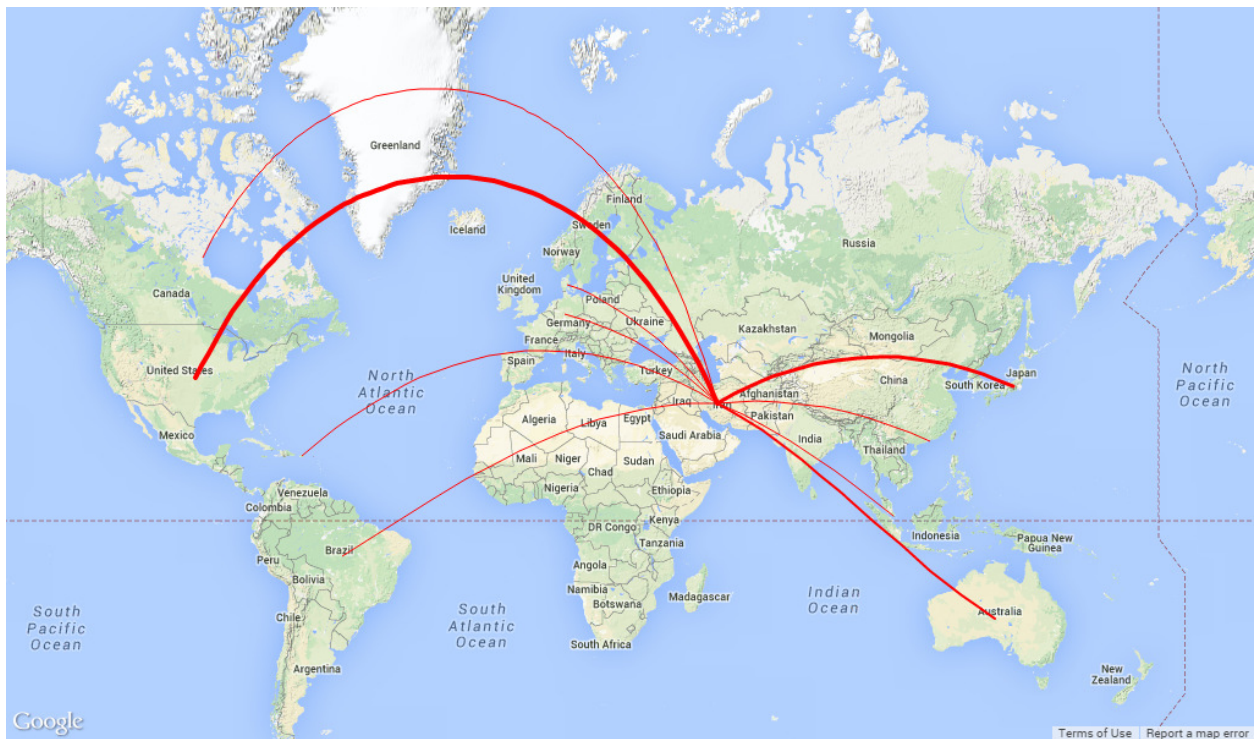 Greenland
Iceland
Finland
Sweden
Norway
Russia
United
Kingdom
Canada
Poland
Germany
Ukraine
Kazakhstan
Mongolia
France
Italy
Spain
Turkey
United States
North
Atlantic
Ocean
Japan
South Korea
China
North
Pacific
Ocean
Iraq
Iran
Afghanistan
Pakistan
Algeria
Libya
Egypt
Saudi Arabia
India
Mexico
Mali
Niger
Chad
Sudan
Thailand
Venezuela
Colombia
Nigeria
Ethiopia
DR Congo
Kenya
Tanzania
Indonesia
Papua New
Guinea
Brazil
Peru
Bolivia
Angola
Namibia
Botswana
Madagascar
Indian
Ocean
Australia
South
Pacific
Ocean
Chile
South
Atlantic
Ocean
South Africa
Argentina
New
Zealand
Google
Terms of Use
Report a map error